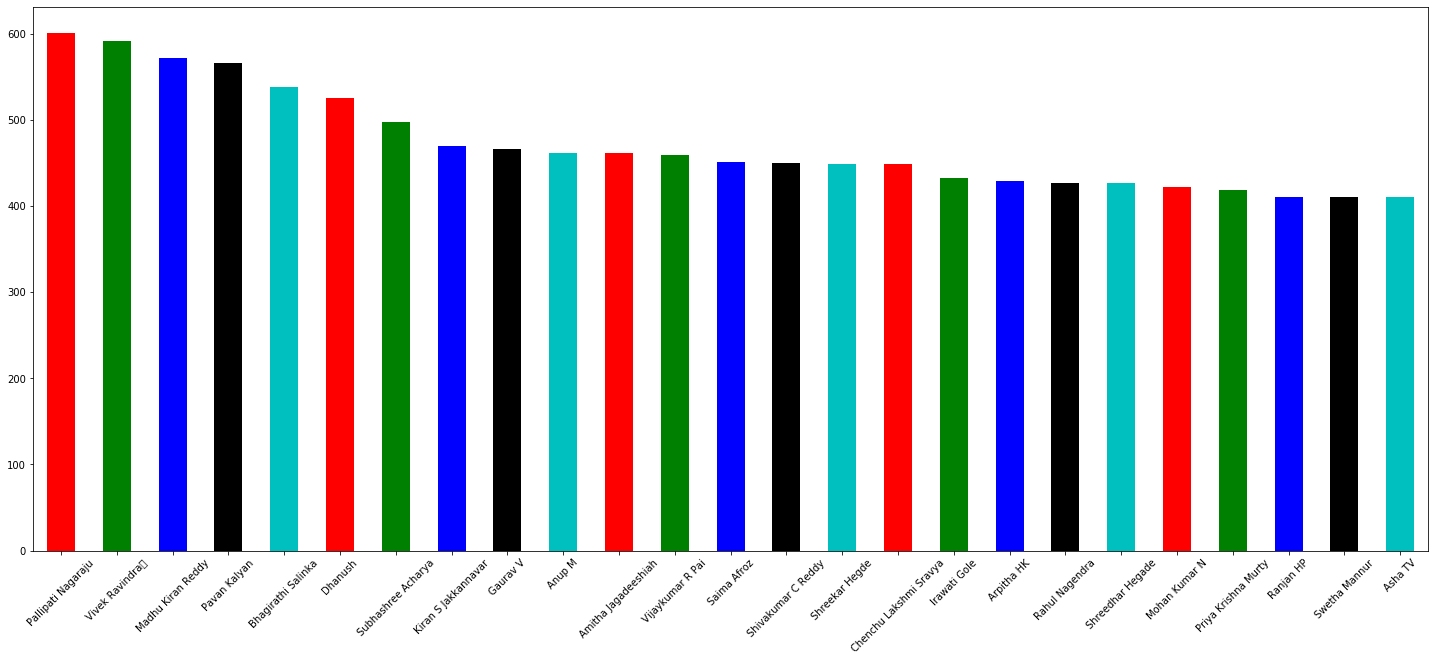 600
500
400
300
200
100
0
Pallipati Nagaraju
Vivek Ravindra▯
Madhu Kiran Reddy
Pavan Kalyan
Bhagirathi Salinka
Dhanush
Subhashree Acharya
Kiran S Jakkannavar
Gaurav V
Anup M
Amitha Jagadeeshiah
Vijaykumar R Pai
Saima Afroz
Shivakumar C Reddy
Shreekar Hegde
Chenchu Lakshmi Sravya
Irawati Gole
Arpitha HK
Rahul Nagendra
Shreedhar Hegade
Mohan Kumar N
Priya Krishna Murty
Ranjan HP
Swetha Mannur
Asha TV